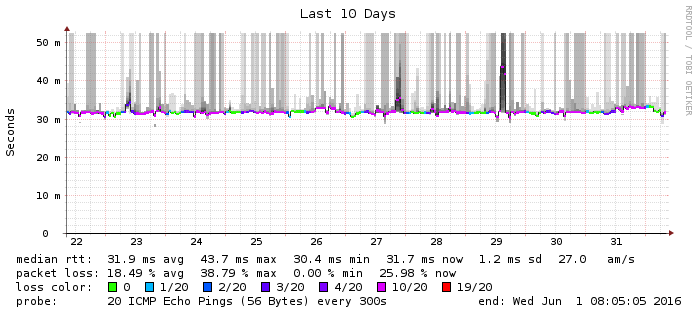 Last 10 Days
RRDTOOL / TOBI OETIKER
Seconds
50 m
40 m
30 m
20 m
10 m
0
22 23 24 25 26 27 28 29 30 31
median rtt: 31.9 ms avg 43.7 ms max 30.4 ms min 31.7 ms now 1.2 ms sd 27.0 am/s
packet loss: 18.49 % avg 38.79 % max 0.00 % min 25.98 % now
loss color: 0 1/20 2/20 3/20 4/20 10/20 19/20
probe: 20 ICMP Echo Pings (56 Bytes) every 300s end: Wed Jun 1 08:05:05 2016